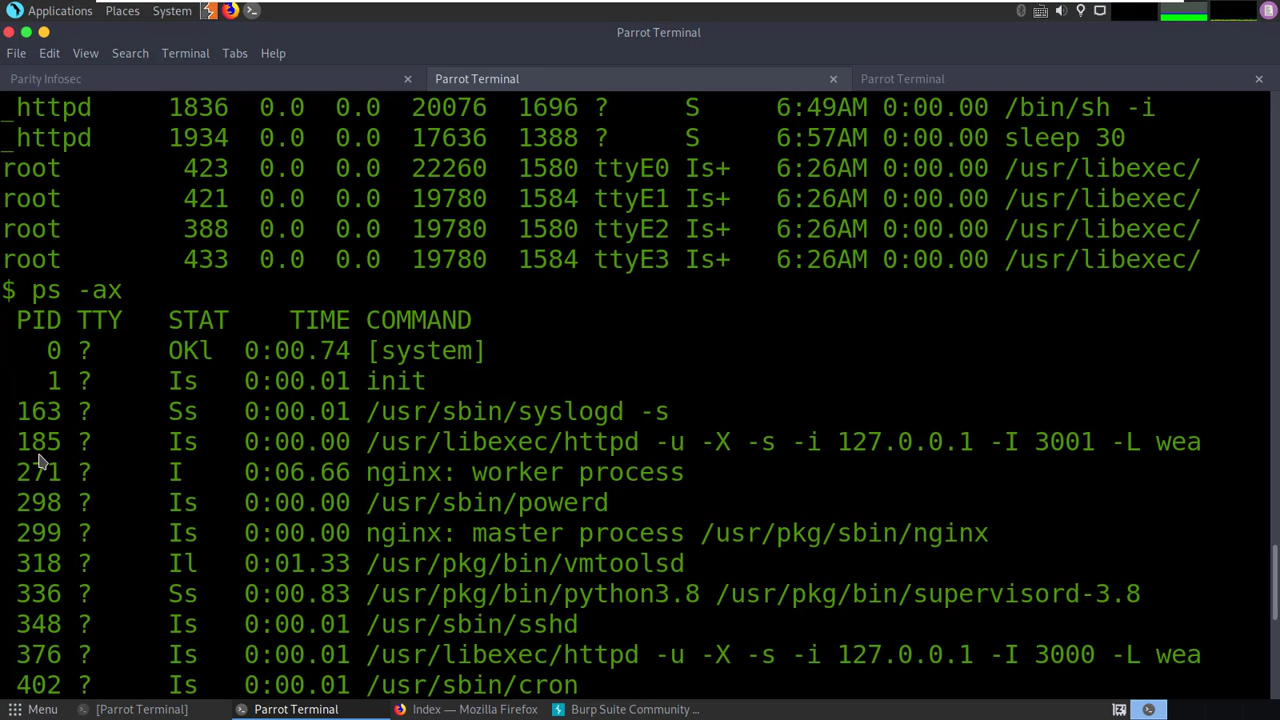 Applications Places System
Parrot Terminal
File Edit View Search Terminal Tabs Help
Parity Infosec × Parrot Terminal × Parrot Terminal ×
_httpd 1836 0.0 0.0 20076 1696 ? S 6:49AM 0:00.00 /bin/sh -i
_httpd 1934 0.0 0.0 17636 1388 ? S 6:57AM 0:00.00 sleep 30
root 423 0.0 0.0 22260 1580 ttyE0 Is+ 6:26AM 0:00.00 /usr/libexec/
root 421 0.0 0.0 19780 1584 ttyE1 Is+ 6:26AM 0:00.00 /usr/libexec/
root 388 0.0 0.0 19780 1580 ttyE2 Is+ 6:26AM 0:00.00 /usr/libexec/
root 433 0.0 0.0 19780 1584 ttyE3 Is+ 6:26AM 0:00.00 /usr/libexec/
$ ps -ax
PID TTY STAT TIME COMMAND
0 ? OKl 0:00.74 [system]
1 ? Is 0:00.01 init
163 ? Ss 0:00.01 /usr/sbin/syslogd -s
185 ? Is 0:00.00 /usr/libexec/httpd -u -X -s -i 127.0.0.1 -I 3001 -L wea
271 ? I 0:06.66 nginx: worker process
298 ? Is 0:00.00 /usr/sbin/powerd
299 ? Is 0:00.00 nginx: master process /usr/pkg/sbin/nginx
318 ? Il 0:01.33 /usr/pkg/bin/vmtoolsd
336 ? Ss 0:00.83 /usr/pkg/bin/python3.8 /usr/pkg/bin/supervisord-3.8
348 ? Is 0:00.01 /usr/sbin/sshd
376 ? Is 0:00.01 /usr/libexec/httpd -u -X -s -i 127.0.0.1 -I 3000 -L wea
402 ? Is 0:00.01 /usr/sbin/cron
Menu [Parrot Terminal] Parrot Terminal Index — Mozilla Firefox Burp Suite Community ...